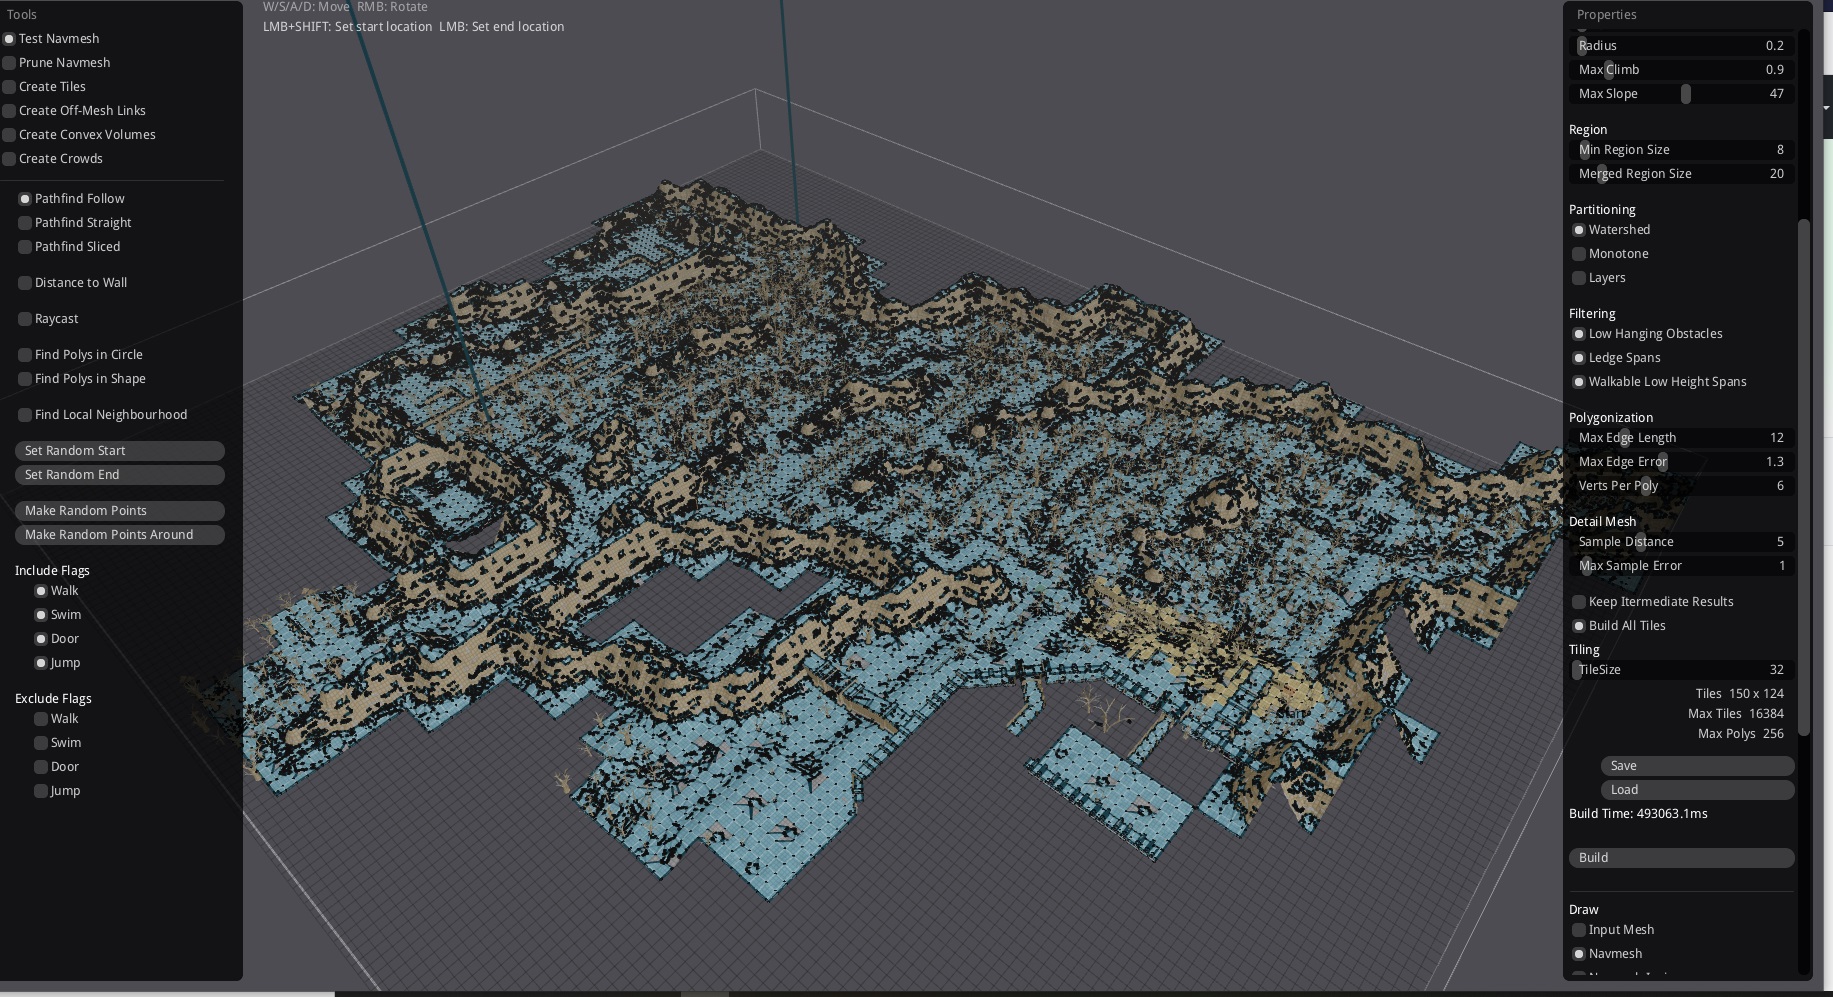 Tools
Test Navmesh
Prune Navmesh
Create Tiles
Create Off-Mesh Links
Create Convex Volumes
Create Crowds
Pathfind Follow
Pathfind Straight
Pathfind Sliced
Distance to Wall
Raycast
Find Polys in Circle
Find Polys in Shape
Find Local Neighbourhood
Set Random Start
Set Random End
Make Random Points
Make Random Points Around
Include Flags
Walk
Swim
Door
Jump
Exclude Flags
Walk
Swim
Door
Jump
W/S/A/D: Move RMB: Rotate
LMB+SHIFT: Set start location LMB: Set end location
Properties
Radius 0.2
Max Climb 0.9
Max Slope 47
Region
Min Region Size 8
Merged Region Size 20
Partitioning
Watershed
Monotone
Layers
Filtering
Low Hanging Obstacles
Ledge Spans
Walkable Low Height Spans
Polygonization
Max Edge Length 12
Max Edge Error 1.3
Verts Per Poly 6
Detail Mesh
Sample Distance 5
Max Sample Error 1
Keep Itermediate Results
Build All Tiles
Tiling
TileSize 32
Tiles 150 x 124
Max Tiles 16384
Max Polys 256
Save
Load
Build Time: 493063.1ms
Build
Draw
Input Mesh
Navmesh